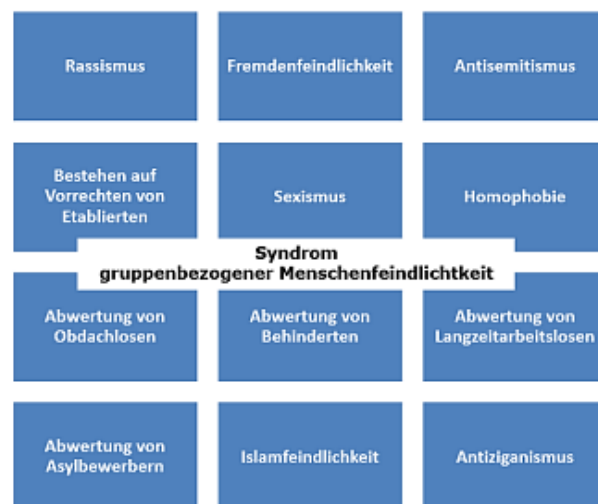 Rassismus
Fremdenfeindlichkeit
Antisemitismus
Bestehen auf
Vorrechten von
Etablierten
Sexismus
Homophobie
Syndrom
gruppenbezogener Menschenfeindlichtkeit
Abwertung von
Obdachlosen
Abwertung von
Behinderten
Abwertung von
Langzeitarbeitslosen
Abwertung von
Asylbewerbern
Islamfeindlichkeit
Antiziganismus